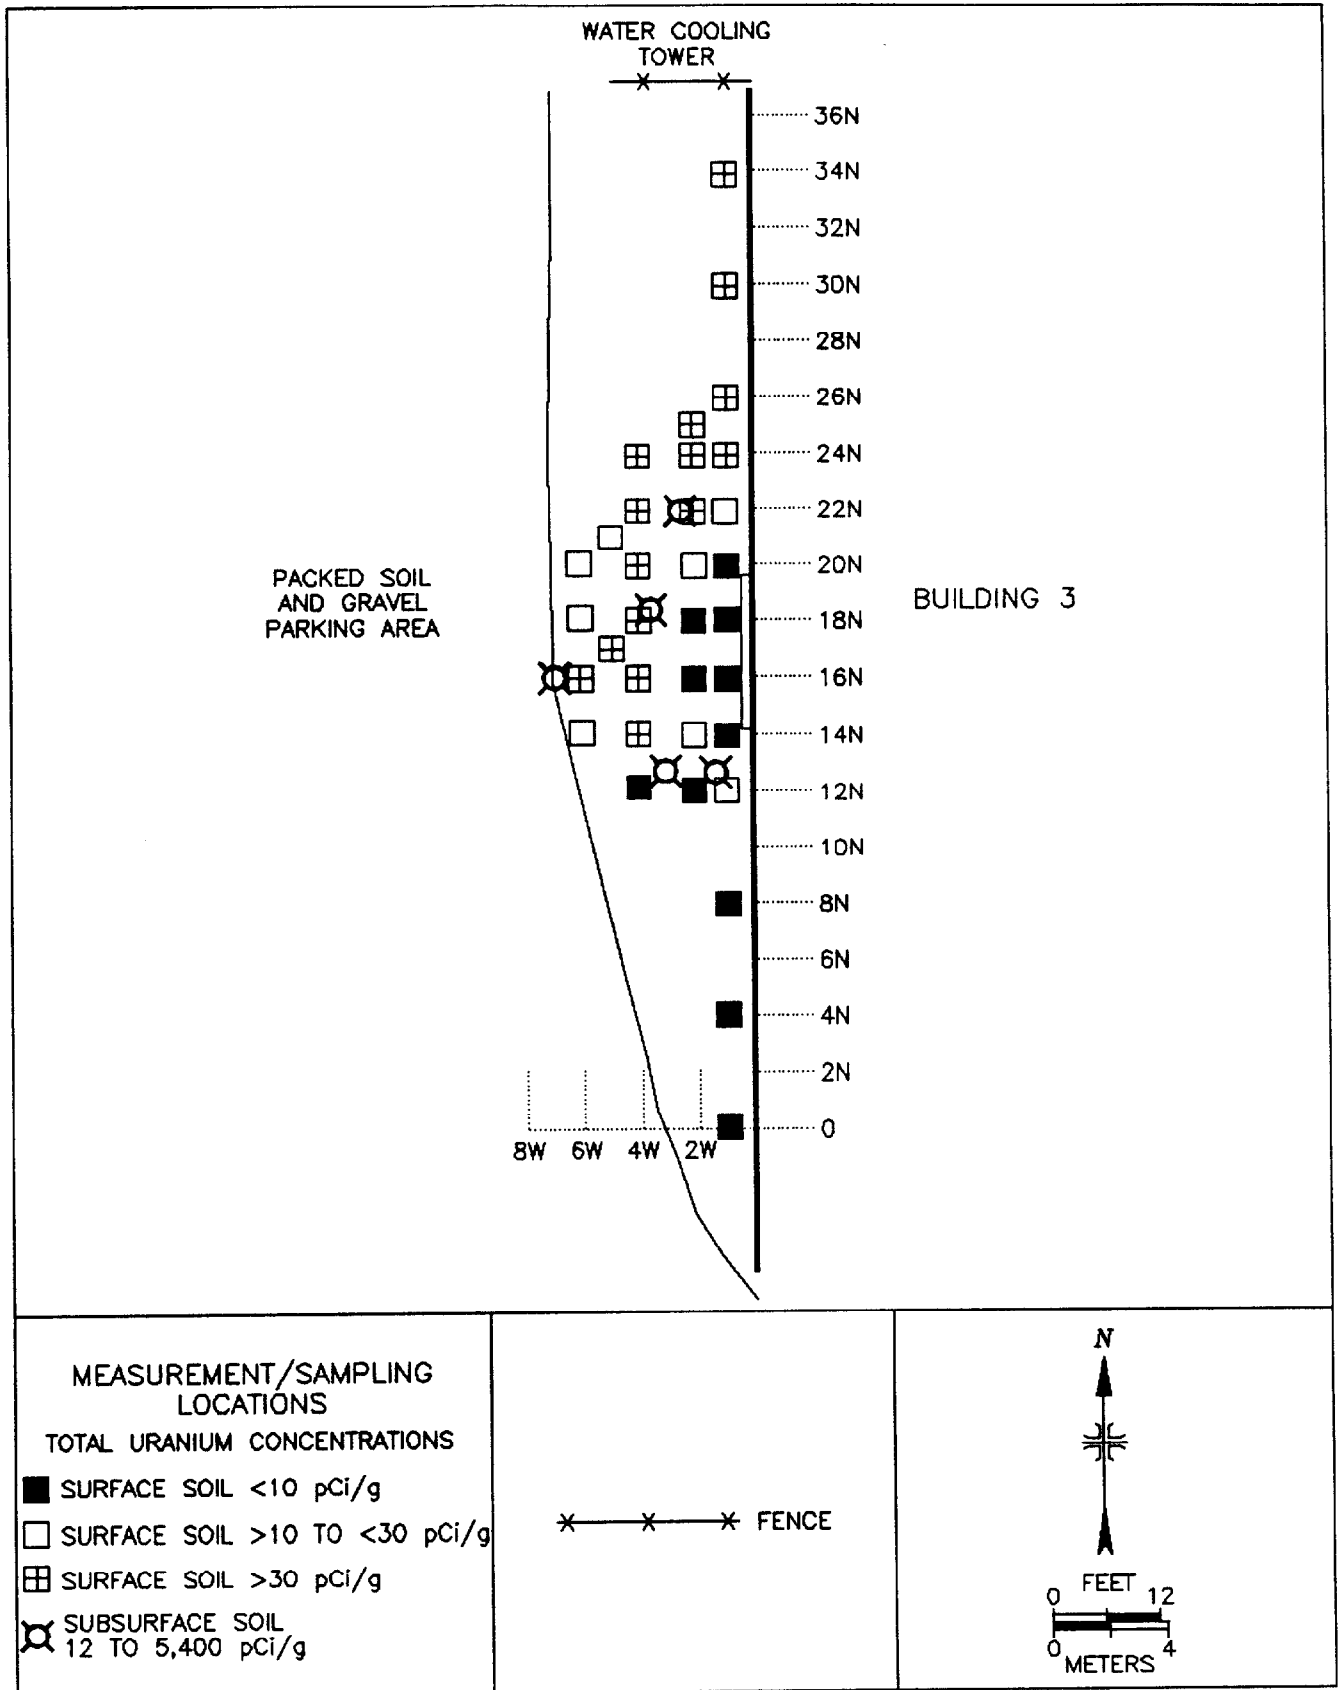 WATER COOLING
TOWER
36N
34N
32N
30N
28N
26N
24N
22N
20N
18N
16N
14N
12N
10N
8N
6N
4N
2N
0
8W 6W 4W 2W
PACKED SOIL
AND GRAVEL
PARKING AREA
BUILDING 3
MEASUREMENT/SAMPLING
LOCATIONS
TOTAL URANIUM CONCENTRATIONS
SURFACE SOIL <10 pCi/g
SURFACE SOIL >10 TO <30 pCi/g
SURFACE SOIL >30 pCi/g
SUBSURFACE SOIL
12 TO 5,400 pCi/g
FENCE
N
FEET
0 12
0 4
METERS